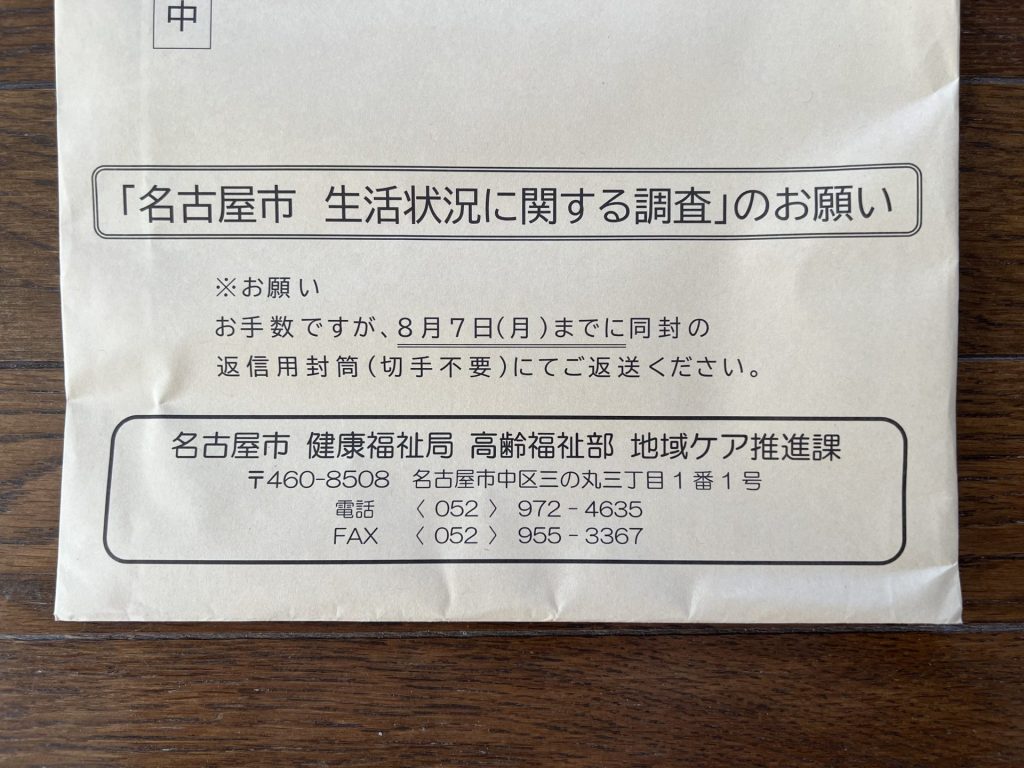 中
「名古屋市　生活状況に関する調査」のお願い
※お願い
お手数ですが、8月7日(月)までに同封の
返信用封筒(切手不要)にてご返送ください。
名古屋市　健康福祉局　高齢福祉部　地域ケア推進課
〒460-8508　名古屋市中区三の丸三丁目1番1号
電話　〈 052 〉 972-4635
FAX　〈 052 〉 955-3367